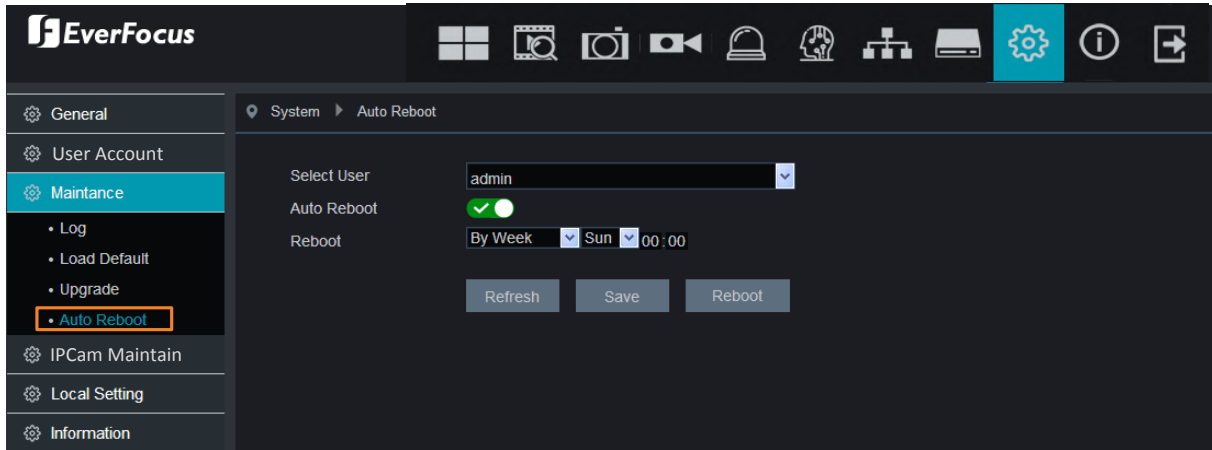 EverFocus
General
System Auto Reboot
User Account
Select User admin
Maintance
Auto Reboot
• Log
Reboot By Week Sun 00:00
• Load Default
• Upgrade
Refresh Save Reboot
• Auto Reboot
IPCam Maintain
Local Setting
Information